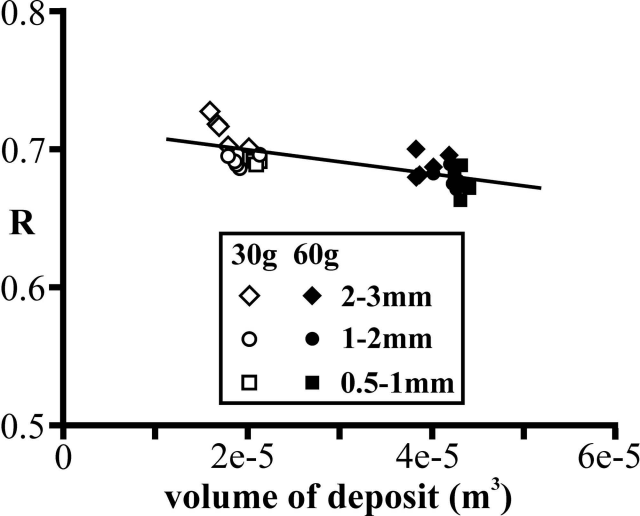 0.8
0.7
R
0.6
0.5
30g 60g
2-3mm
1-2mm
0.5-1mm
0 2e-5 4e-5 6e-5
volume of deposit (m³)